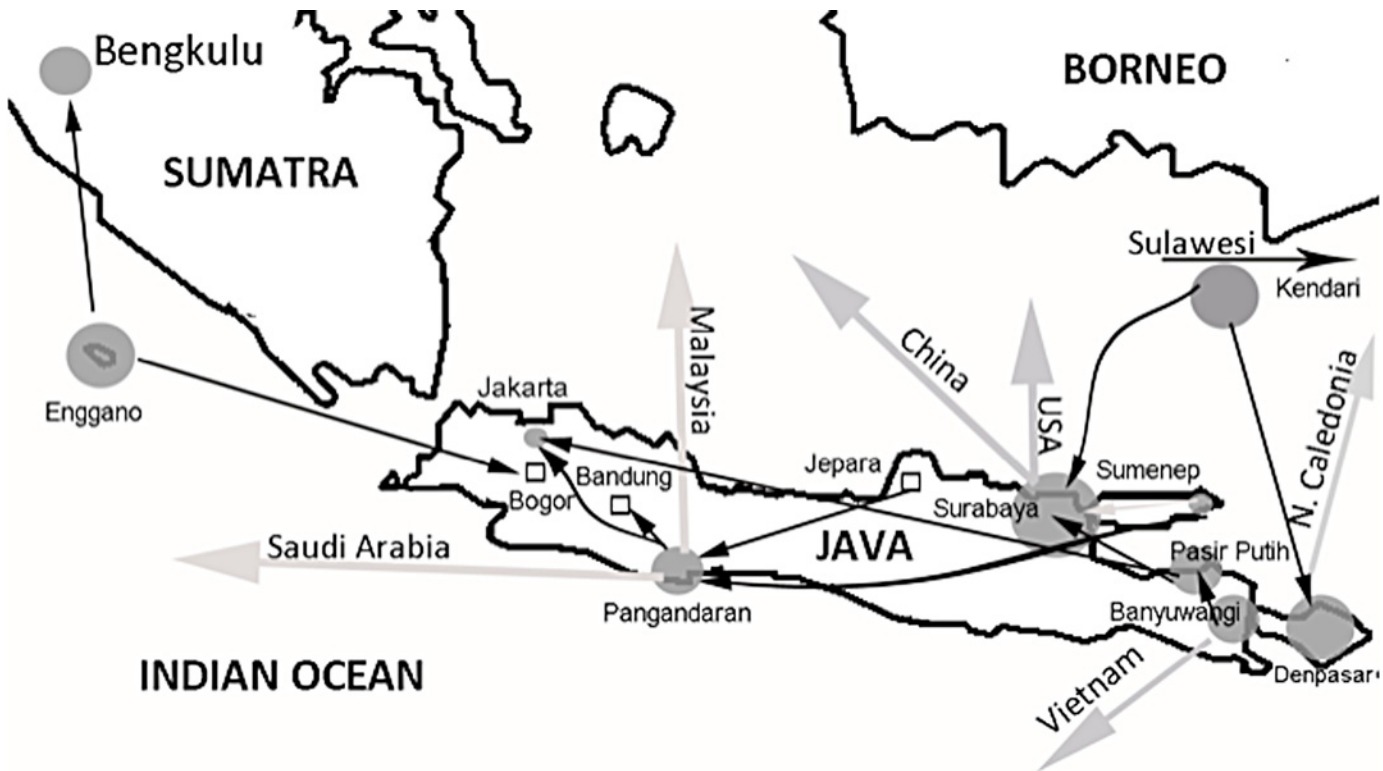 Bengkulu
BORNEO
SUMATRA
Sulawesi
Kendari
Malaysia
China
USA
N. Caledonia
Enggano
Jakarta
Bandung
Bogor
Jepara
Sumenep
Surabaya
JAVA
Saudi Arabia
Pasir Putih
Pangandaran
Banyuwangi
INDIAN OCEAN
Vietnam
Denpasar